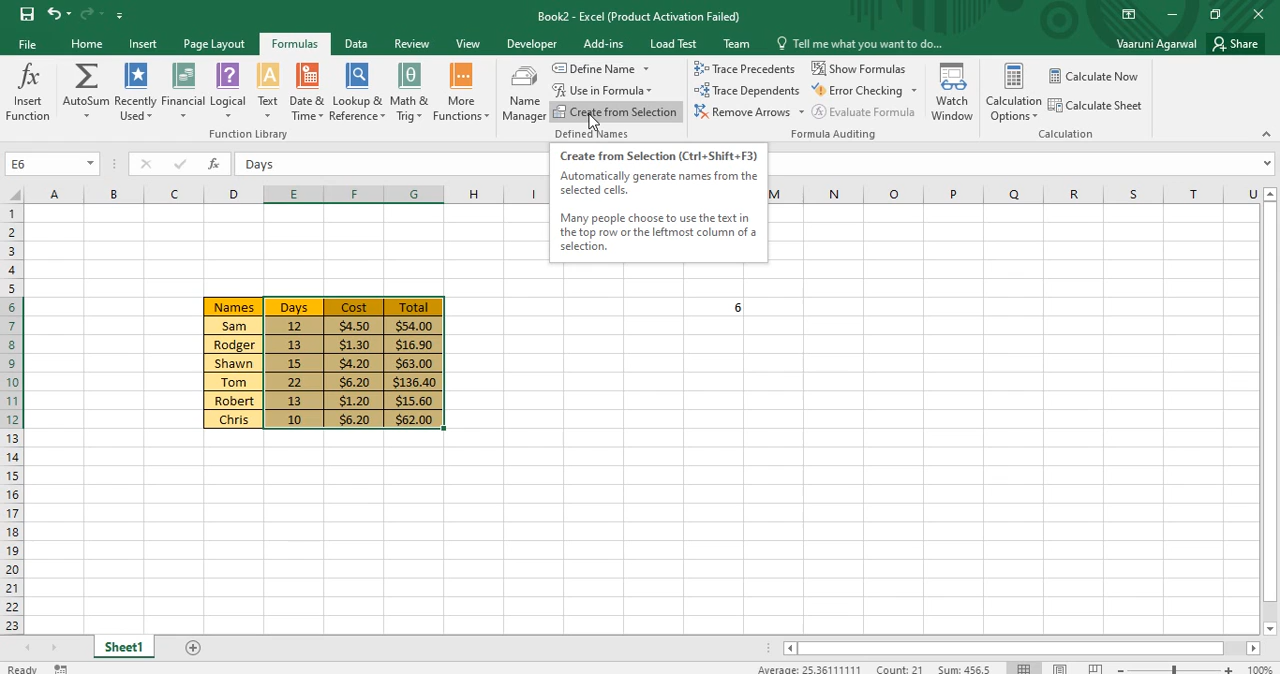 Book2 - Excel (Product Activation Failed)
File Home Insert Page Layout Formulas Data Review View Developer Add-ins Load Test Team Tell me what you want to do... Vaaruni Agarwal Share
Insert Function
AutoSum
Recently Used
Financial
Logical
Text
Date & Time
Lookup & Reference
Math & Trig
More Functions
Function Library
Name Manager
Define Name
Use in Formula
Create from Selection
Defined Names
Trace Precedents
Trace Dependents
Remove Arrows
Show Formulas
Error Checking
Evaluate Formula
Formula Auditing
Watch Window
Calculation Options
Calculate Now
Calculate Sheet
Calculation
E6 fx Days
Create from Selection (Ctrl+Shift+F3)
Automatically generate names from the
selected cells.
Many people choose to use the text in
the top row or the leftmost column of a
selection.
A B C D E F G H I M N O P Q R S T U
1
2
3
4
5
6 Names Days Cost Total 6
7 Sam 12 $4.50 $54.00
8 Rodger 13 $1.30 $16.90
9 Shawn 15 $4.20 $63.00
10 Tom 22 $6.20 $136.40
11 Robert 13 $1.20 $15.60
12 Chris 10 $6.20 $62.00
13
14
15
16
17
18
19
20
21
22
23
Sheet1
Ready Average: 25.36111111 Count: 21 Sum: 456.5 100%